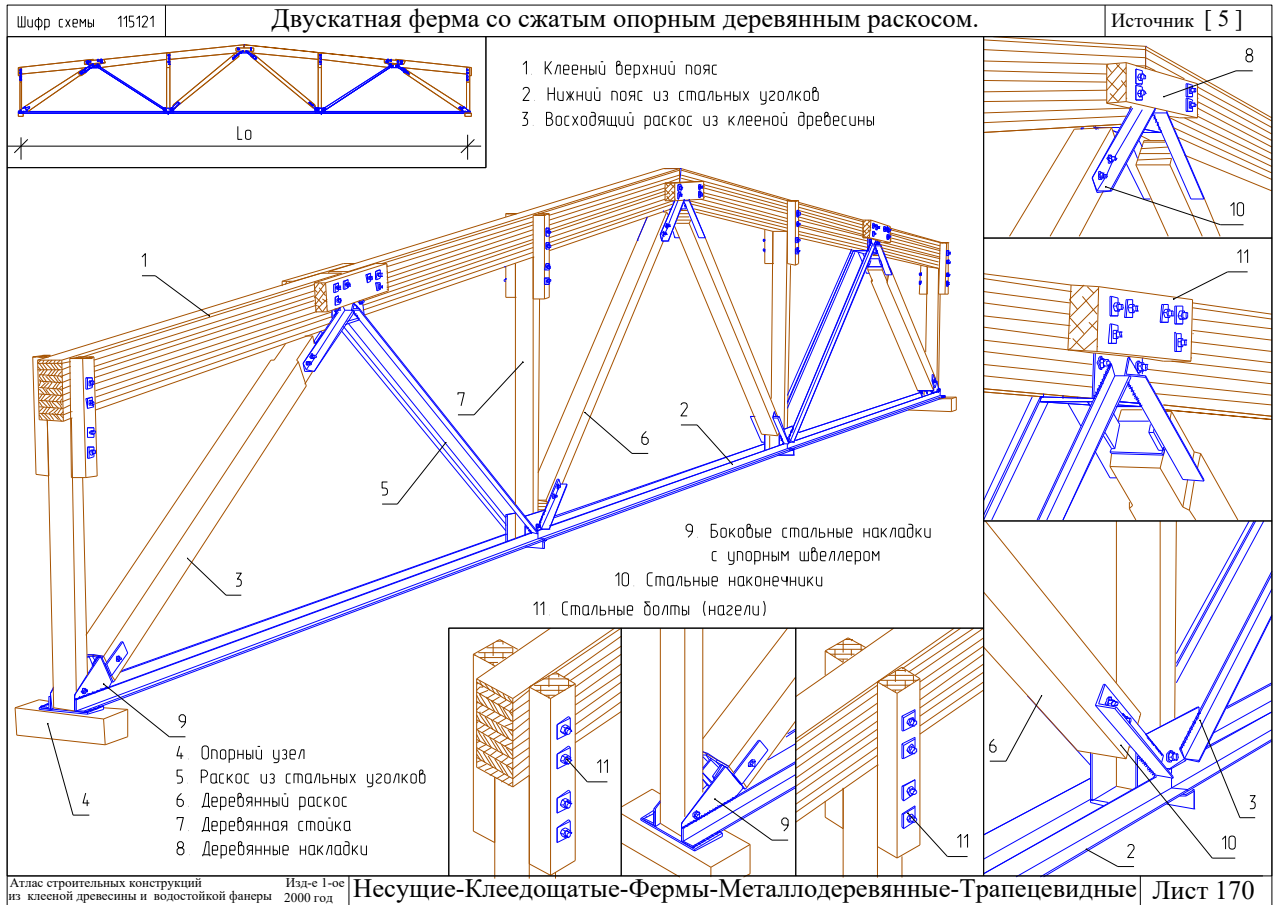 Шифр схемы 115121
Двускатная ферма со сжатым опорным деревянным раскосом.
Источник [ 5 ]
Lo
1. Клееный верхний пояс
2. Нижний пояс из стальных уголков
3. Восходящий раскос из клееной древесины
8
10
1
7
6
2
5
3
9
4
11
9. Боковые стальные накладки
с упорным швеллером
10. Стальные наконечники
11. Стальные болты (нагели)
4. Опорный узел
5. Раскос из стальных уголков
6. Деревянный раскос
7. Деревянная стойка
8. Деревянные накладки
11
9
11
6
3
10
2
Атлас строительных конструкций
из клееной древесины и водостойкой фанеры
Изд-е 1-ое
2000 год
Несущие-Клеедощатые-Фермы-Металлодеревянные-Трапецевидные
Лист 170